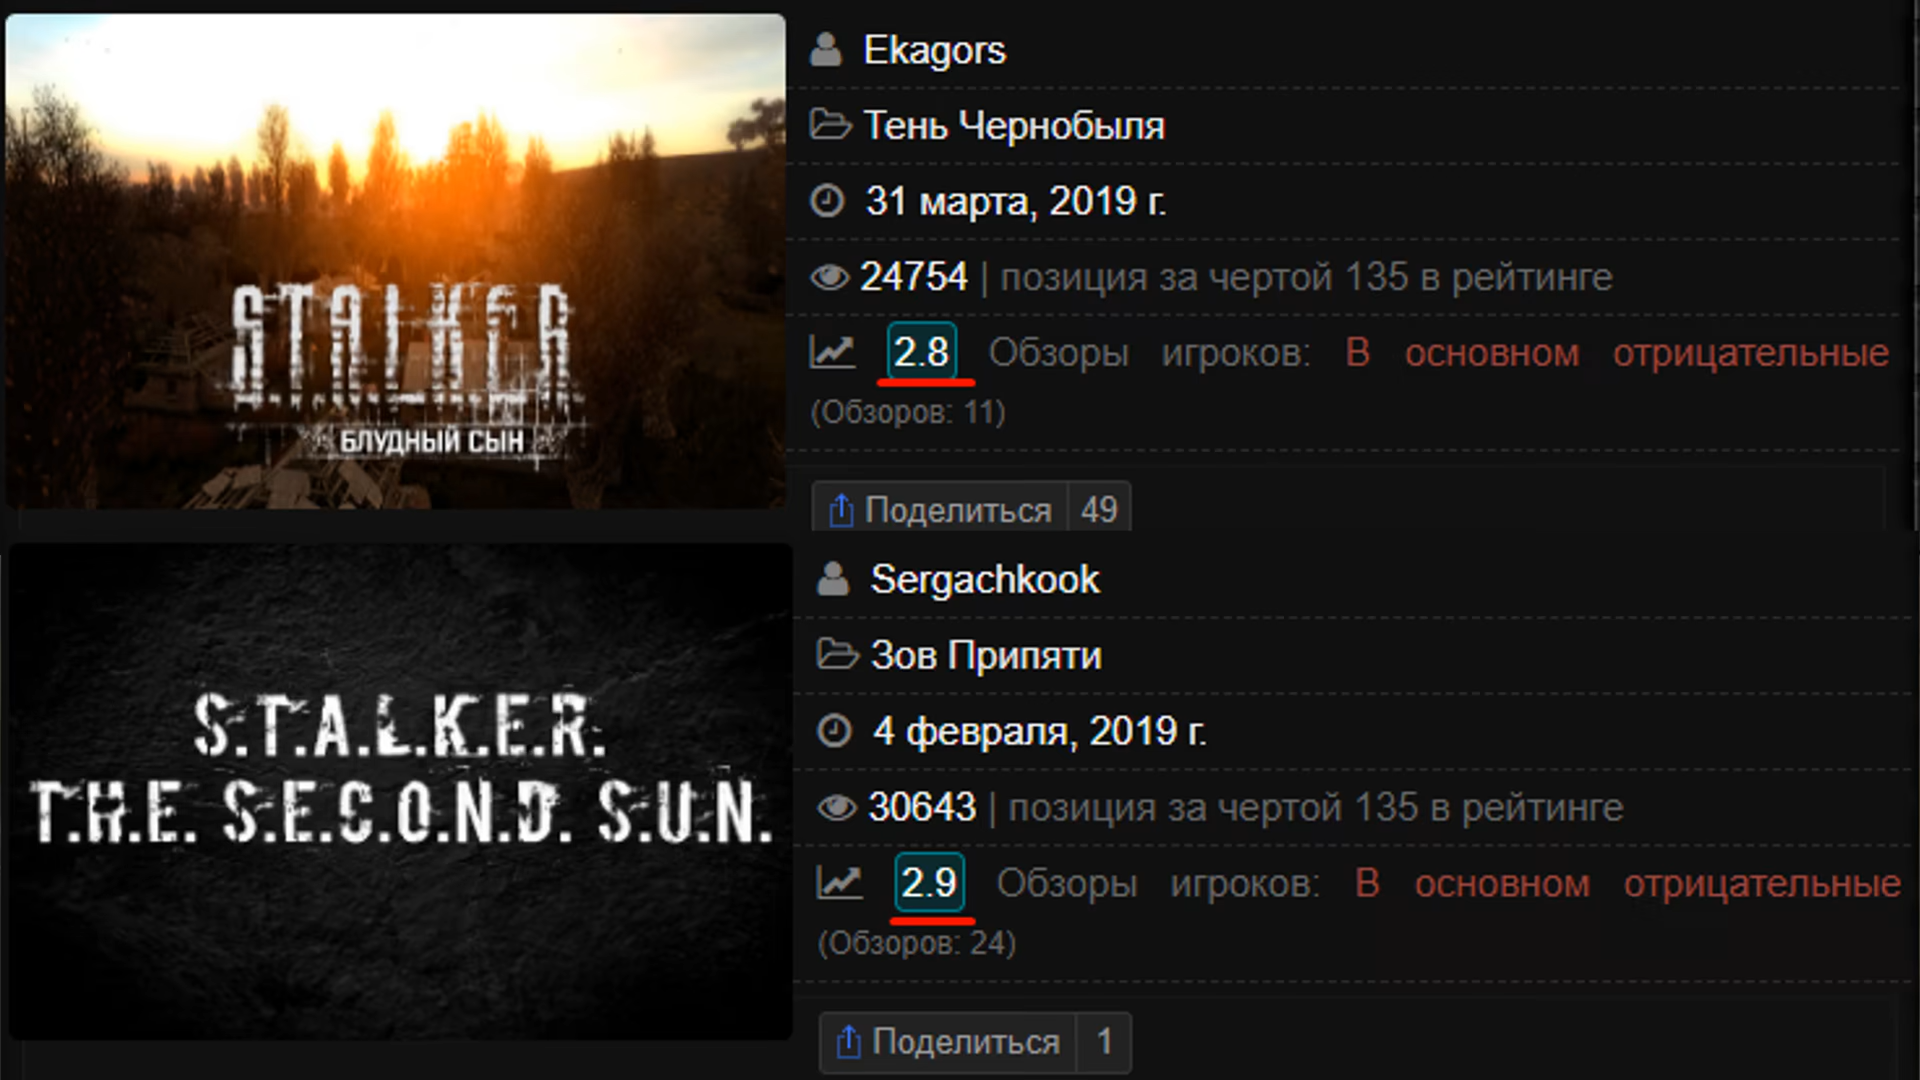 S.T.A.L.K.E.R.
БЛУДНЫЙ СЫН
Ekagors
Тень Чернобыля
31 марта, 2019 г.
24754 | позиция за чертой 135 в рейтинге
2.8 Обзоры игроков: В основном отрицательные
(Обзоров: 11)
Поделиться 49
S.T.A.L.K.E.R.
T.H.E. S.E.C.O.N.D. S.U.N.
Sergachkook
Зов Припяти
4 февраля, 2019 г.
30643 | позиция за чертой 135 в рейтинге
2.9 Обзоры игроков: В основном отрицательные
(Обзоров: 24)
Поделиться 1